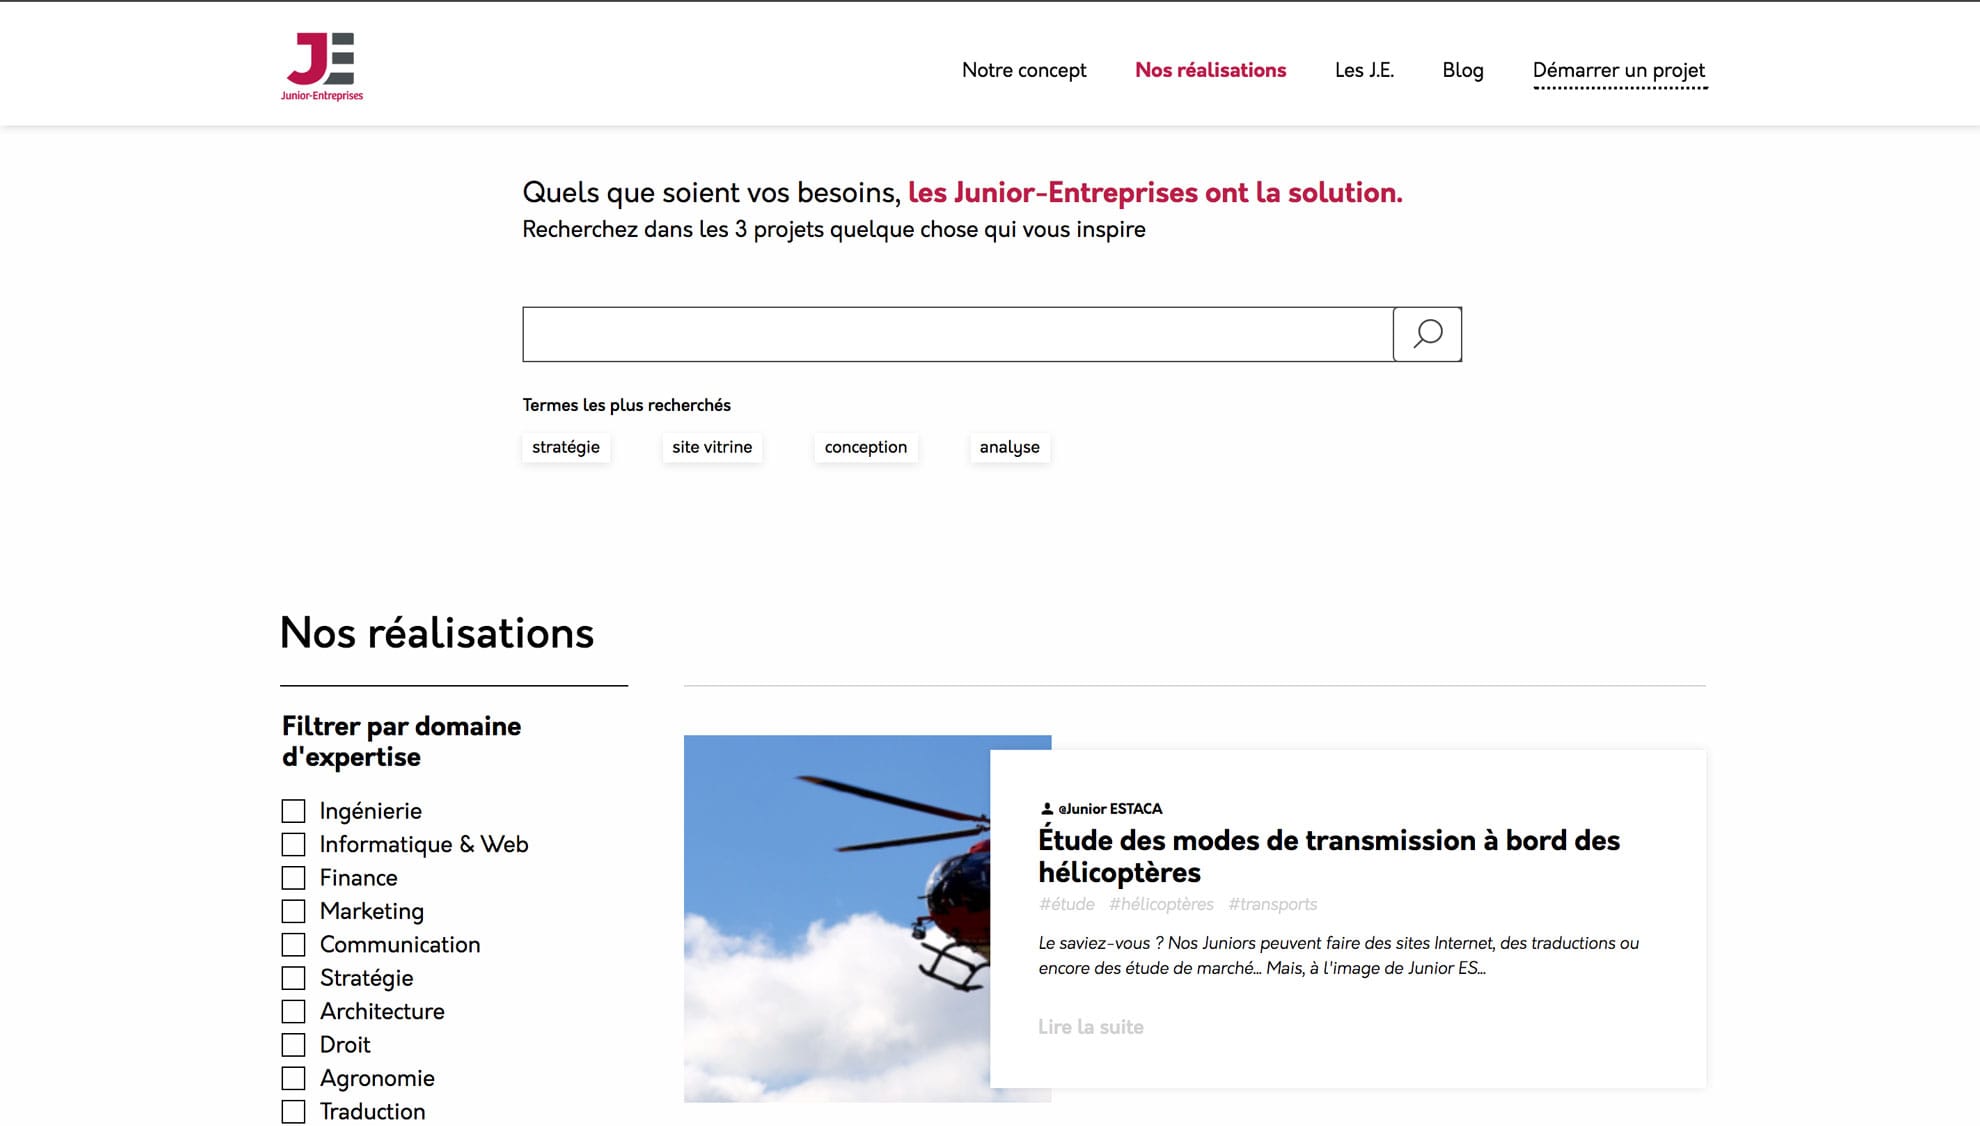 JE
Junior-Entreprises
Notre concept
Nos réalisations
Les J.E.
Blog
Démarrer un projet
Quels que soient vos besoins, les Junior-Entreprises ont la solution.
Recherchez dans les 3 projets quelque chose qui vous inspire
Termes les plus recherchés
stratégie
site vitrine
conception
analyse
Nos réalisations
Filtrer par domaine
d'expertise
Ingénierie
Informatique & Web
Finance
Marketing
Communication
Stratégie
Architecture
Droit
Agronomie
Traduction
@Junior ESTACA
Étude des modes de transmission à bord des
hélicoptères
#étude #hélicoptères #transports
Le saviez-vous ? Nos Juniors peuvent faire des sites Internet, des traductions ou
encore des étude de marché... Mais, à l'image de Junior ES...
Lire la suite